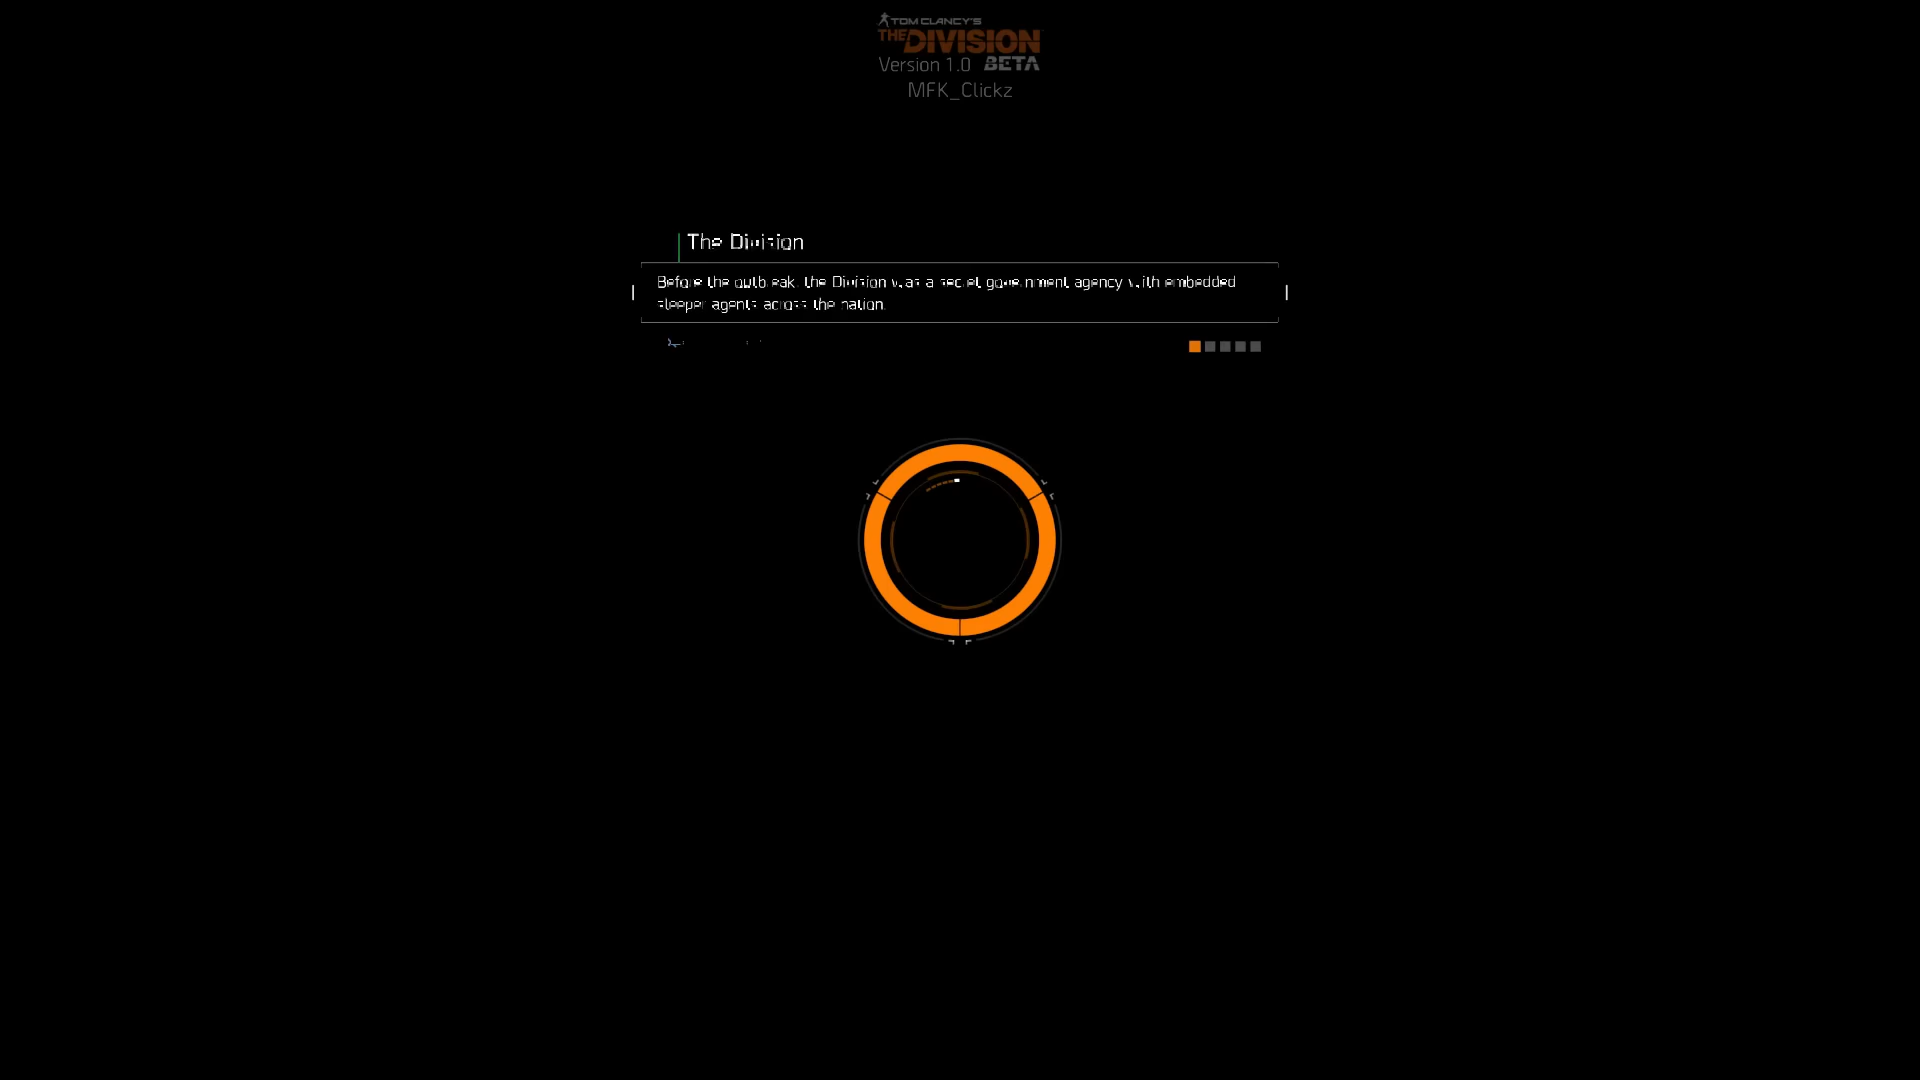 TOM CLANCY'S
THE DIVISION
Version 1.0 BETA
MFK_Clickz
The Division
Before the outbreak, the Division was a secret government agency with embedded
sleeper agents across the nation.